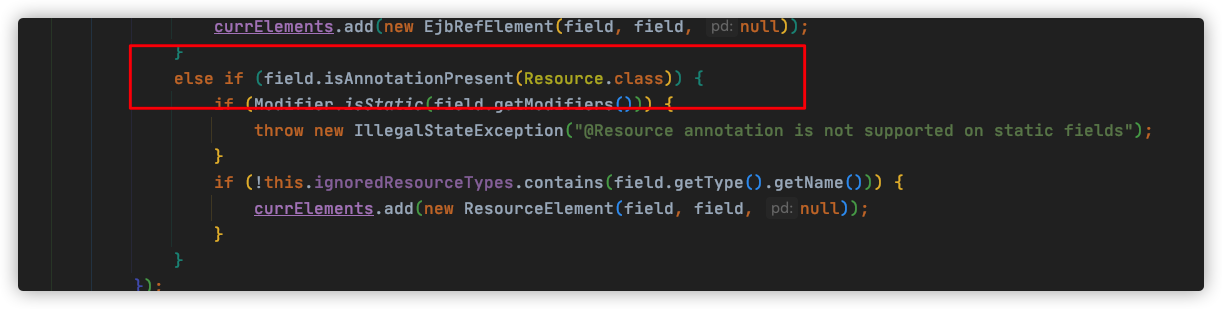 currElements.add(new EjbRefElement(field, field, pd: null));
}
else if (field.isAnnotationPresent(Resource.class)) {
if (Modifier.isStatic(field.getModifiers())) {
throw new IllegalStateException("@Resource annotation is not supported on static fields");
}
if (!this.ignoredResourceTypes.contains(field.getType().getName())) {
currElements.add(new ResourceElement(field, field, pd: null));
}
}
});